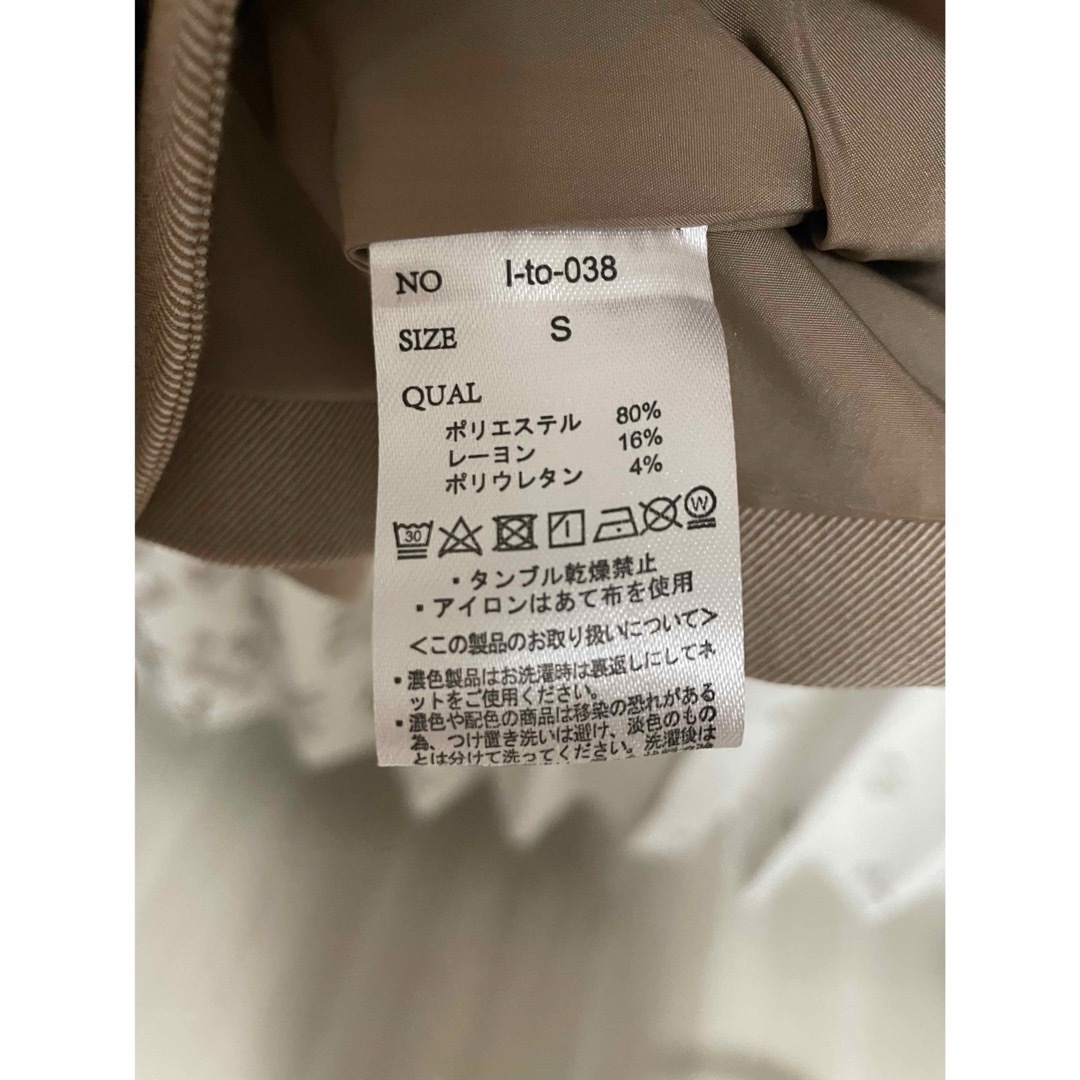 NO I-to-038
SIZE S
QUAL
ポリエステル 80%
レーヨン 16%
ポリウレタン 4%
30 W
・タンブル乾燥禁止
・アイロンはあて布を使用
<この製品のお取り扱いについて>
・濃色製品はお洗濯時は裏返しにしてネ
ットをご使用ください。
・濃色や配色の商品は移染の恐れがある
為、つけ置き洗いは避け、淡色のもの
とは分けて洗ってください。洗濯後は